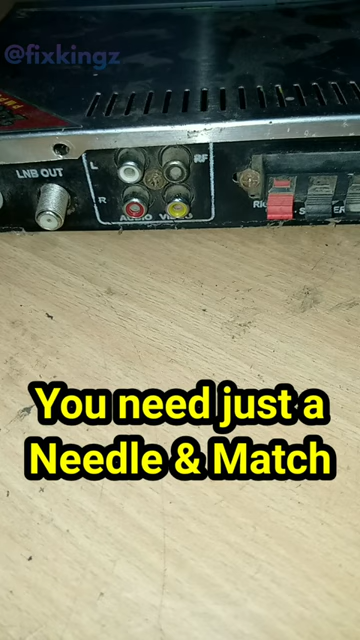 @fixkingz
LNB OUT
L
RF
R
AUDIO VIDEO
You need just a
Needle & Match